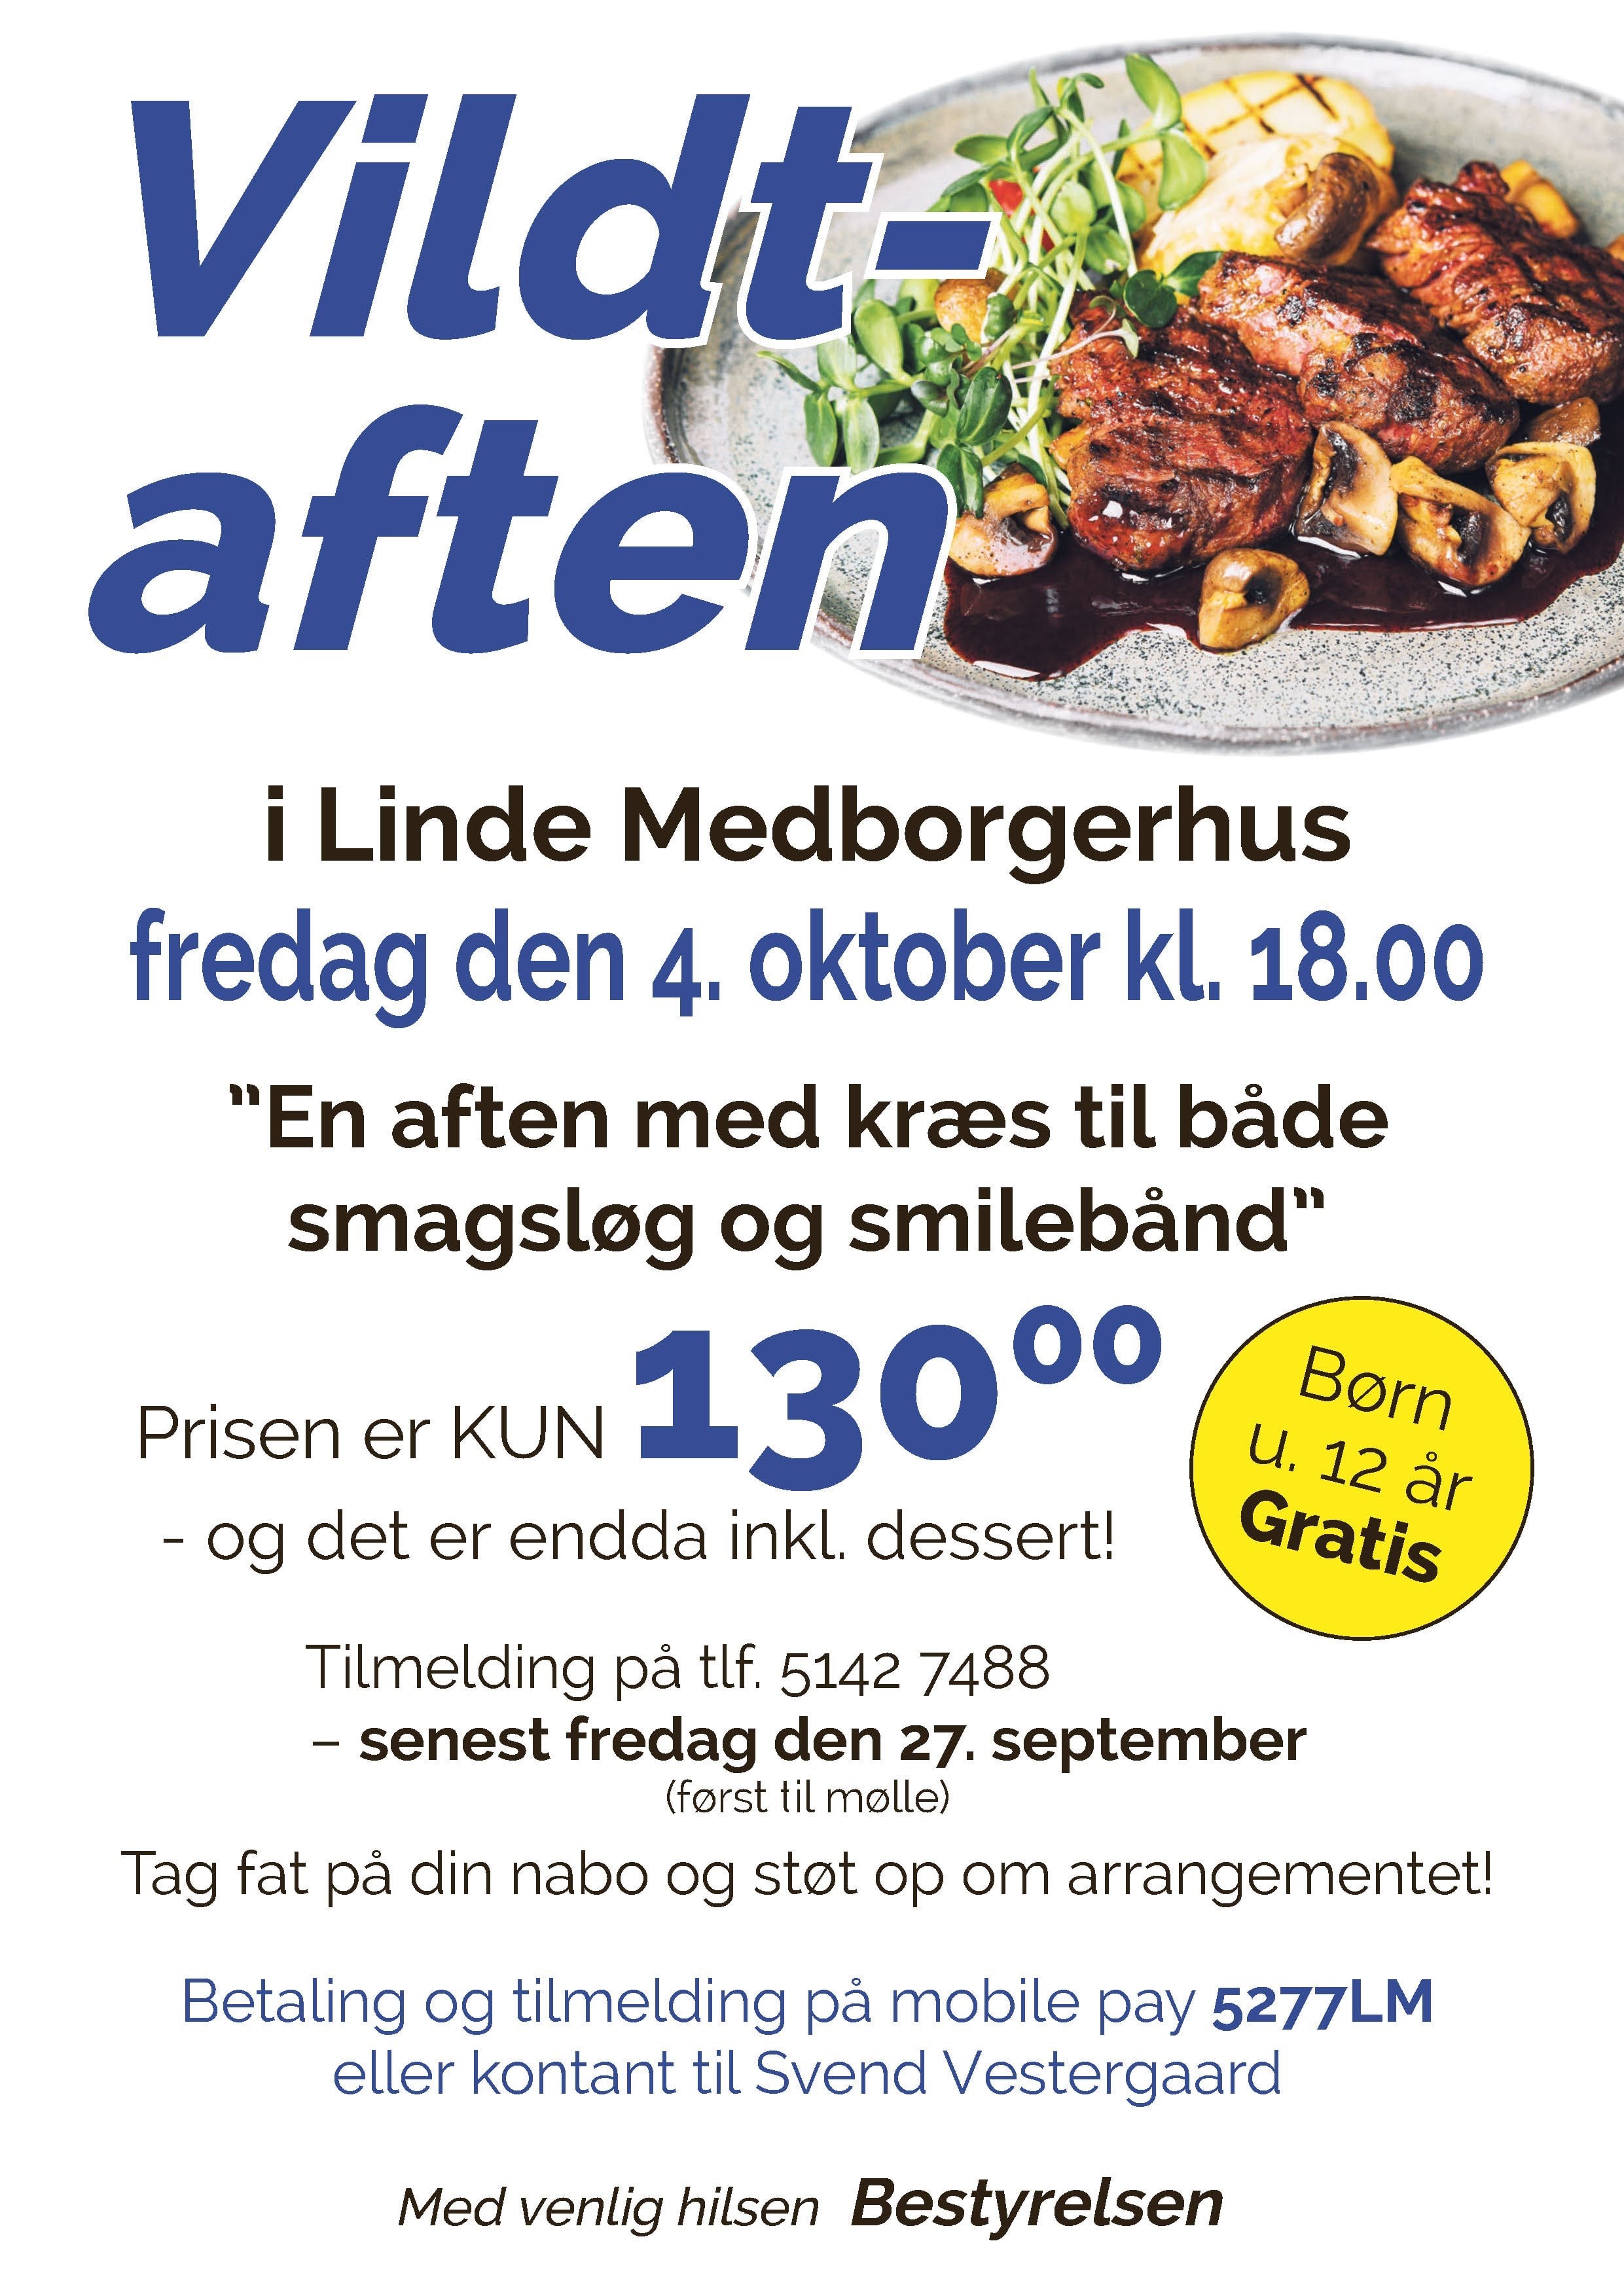 Vildt-
aften
i Linde Medborgerhus
fredag den 4. oktober kl. 18.00
"En aften med kræs til både
smagsløg og smilebånd"
Prisen er KUN 130⁰⁰
- og det er endda inkl. dessert!
Børn
u. 12 år
Gratis
Tilmelding på tlf. 5142 7488
– senest fredag den 27. september
(først til mølle)
Tag fat på din nabo og støt op om arrangementet!
Betaling og tilmelding på mobile pay 5277LM
eller kontant til Svend Vestergaard
Med venlig hilsen Bestyrelsen